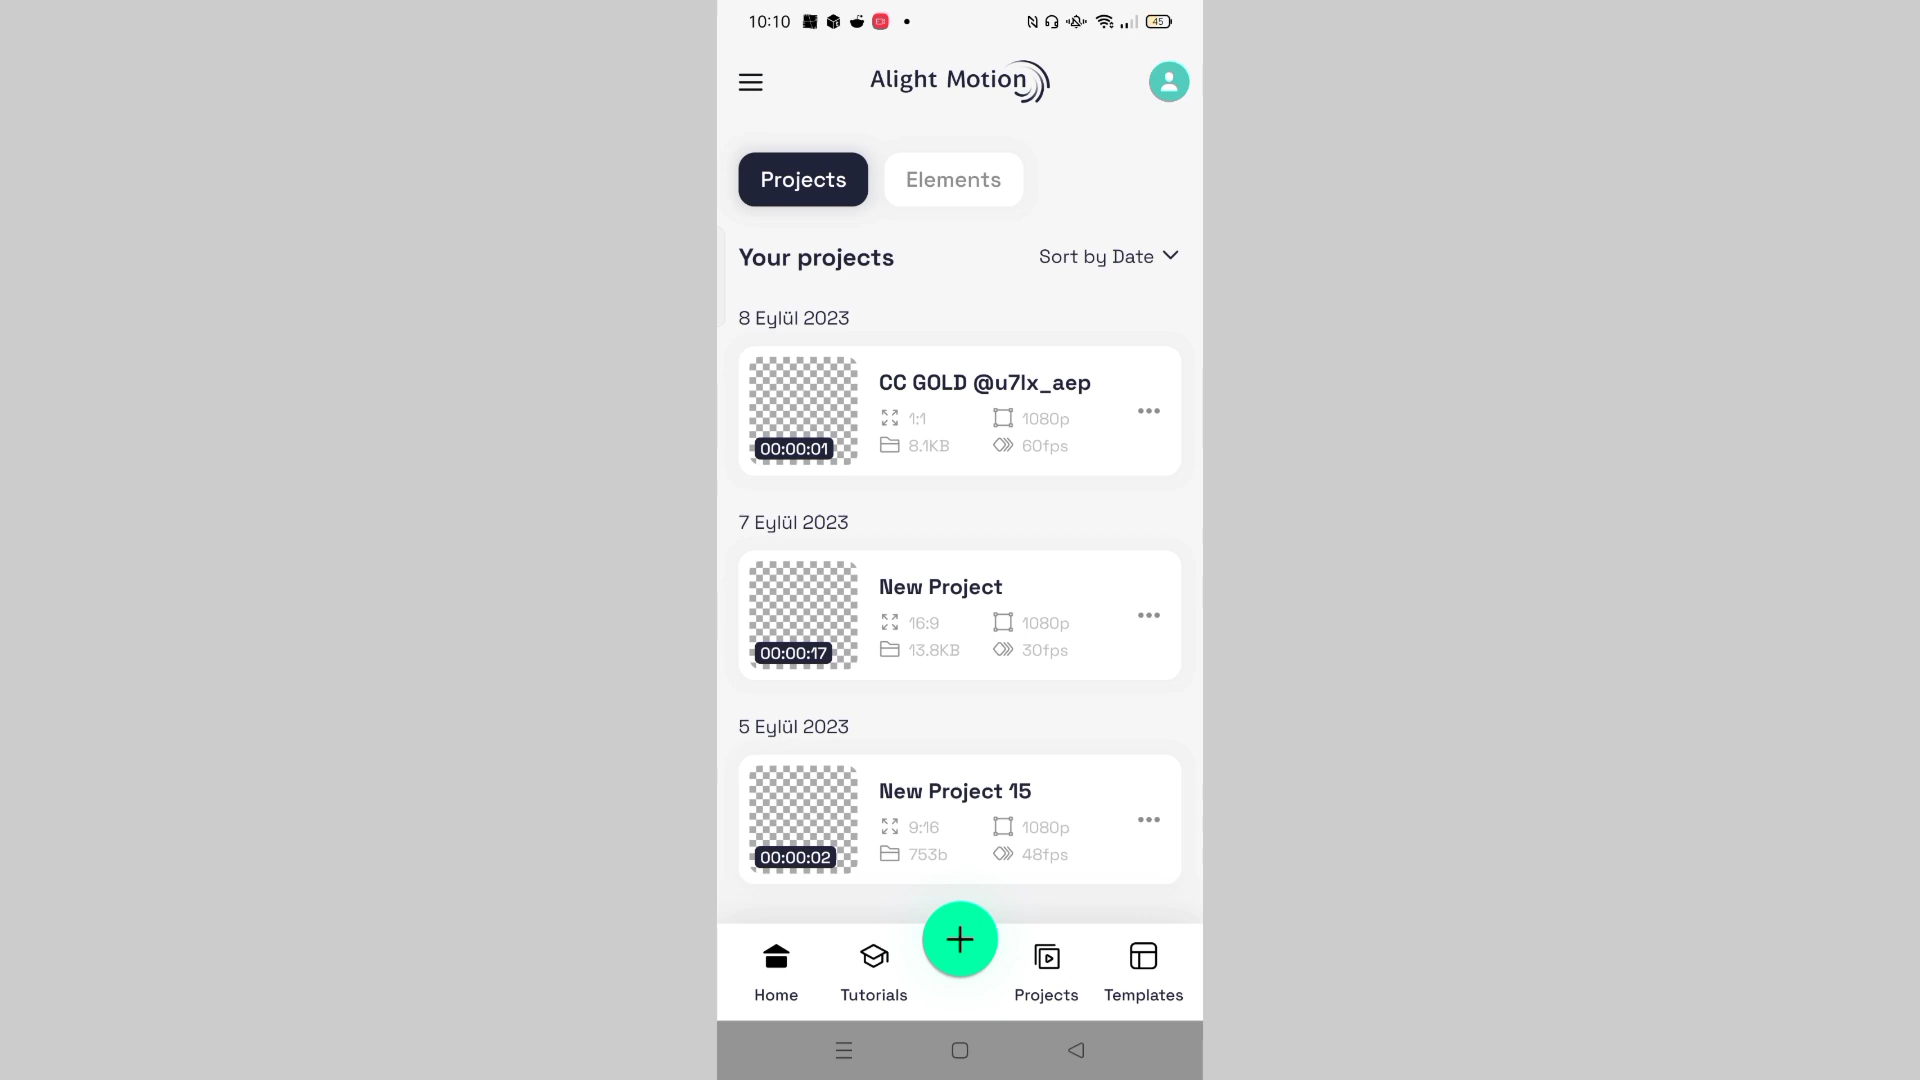 10:10
45
Alight Motion
Projects
Elements
Your projects
Sort by Date
8 Eylül 2023
CC GOLD @u7lx_aep
1:1
1080p
8.1KB
60fps
00:00:01
7 Eylül 2023
New Project
16:9
1080p
13.8KB
30fps
00:00:17
5 Eylül 2023
New Project 15
9:16
1080p
753b
48fps
00:00:02
Home
Tutorials
Projects
Templates